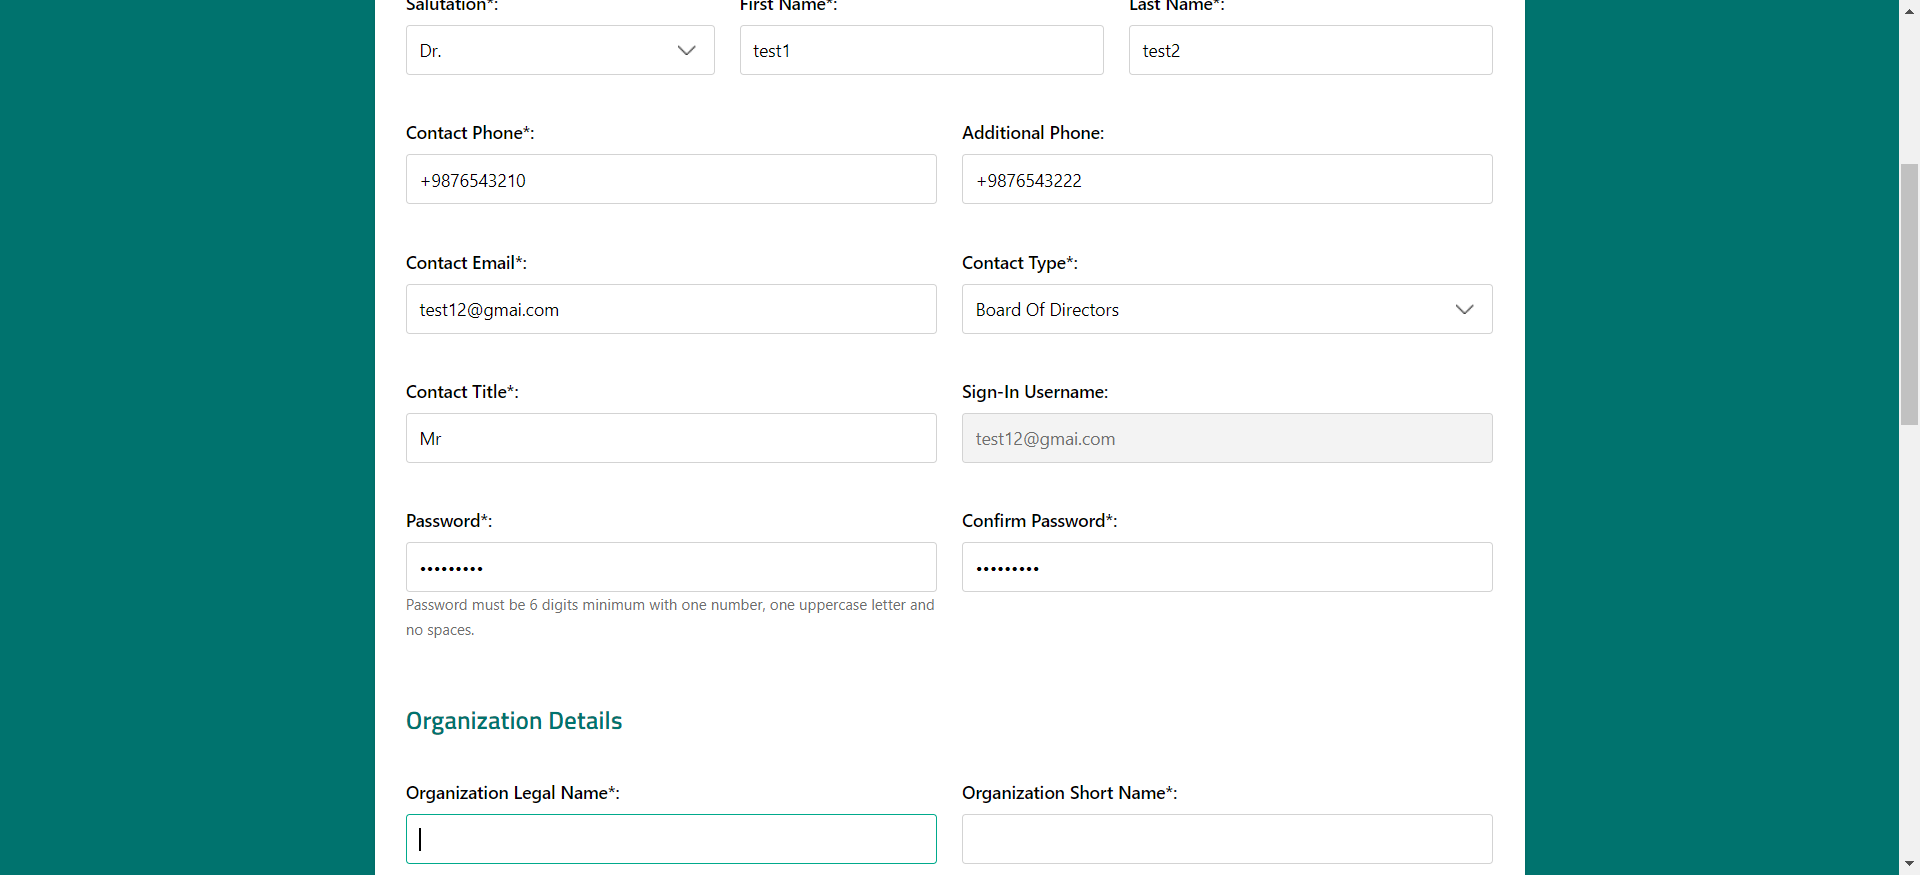 Salutation*: First Name*: Last Name*:
Dr. test1 test2
Contact Phone*: Additional Phone:
+9876543210 +9876543222
Contact Email*: Contact Type*:
test12@gmai.com Board Of Directors
Contact Title*: Sign-In Username:
Mr test12@gmai.com
Password*: Confirm Password*:
••••••••• •••••••••
Password must be 6 digits minimum with one number, one uppercase letter and
no spaces.
Organization Details
Organization Legal Name*: Organization Short Name*: